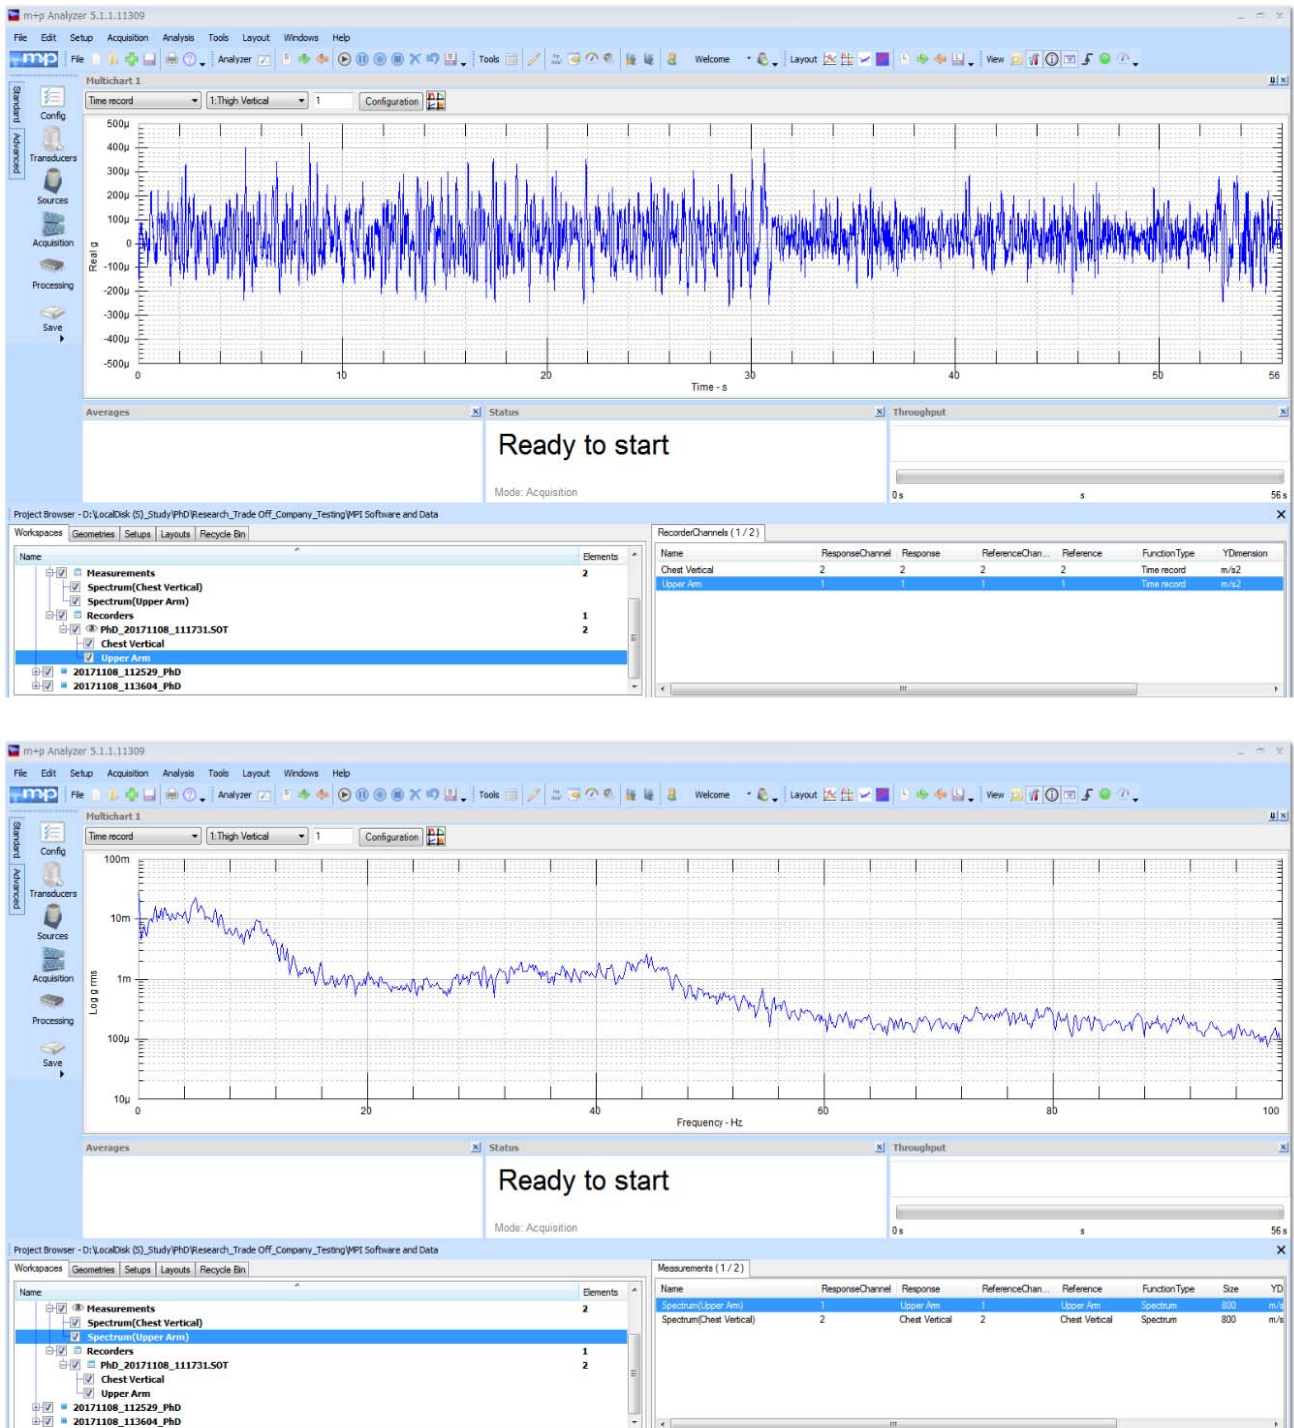 m+p Analyzer 5.1.1.11309
File Edit Setup Acquisition Analysis Tools Layout Windows Help
mp File Analyzer Tools Welcome Layout View
Multichart 1
Standard
Advanced
Time record 1:Thigh Vertical 1 Configuration
Config
Transducers
Sources
Acquisition
Processing
Save
500µ
400µ
300µ
200µ
100µ
0
-100µ
-200µ
-300µ
-400µ
-500µ
Real g
0 10 20 30 40 50 56
Time - s
Averages Status Throughput
Ready to start
Mode: Acquisition
0 s s 56 s
Project Browser - D:\LocalDisk (S)_Study\PhD\Research_Trade Off_Company_Testing\MPI Software and Data
Workspaces Geometries Setups Layouts Recycle Bin
RecorderChannels ( 1 / 2 )
Name Elements
Measurements 2
Spectrum(Chest Vertical)
Spectrum(Upper Arm)
Recorders 1
PhD_20171108_111731.SOT 2
Chest Vertical
Upper Arm
20171108_112529_PhD
20171108_113604_PhD
Name ResponseChannel Response ReferenceChan... Reference FunctionType YDimension
Chest Vertical 2 2 2 2 Time record m/s2
Upper Arm 1 1 1 1 Time record m/s2
m+p Analyzer 5.1.1.11309
File Edit Setup Acquisition Analysis Tools Layout Windows Help
mp File Analyzer Tools Welcome Layout View
Multichart 1
Standard
Advanced
Time record 1:Thigh Vertical 1 Configuration
Config
Transducers
Sources
Acquisition
Processing
Save
100m
10m
1m
100µ
10µ
Log g rms
0 20 40 60 80 100
Frequency - Hz
Averages Status Throughput
Ready to start
Mode: Acquisition
0 s s 56 s
Project Browser - D:\LocalDisk (S)_Study\PhD\Research_Trade Off_Company_Testing\MPI Software and Data
Workspaces Geometries Setups Layouts Recycle Bin
Measurements ( 1 / 2 )
Name Elements
Measurements 2
Spectrum(Chest Vertical)
Spectrum(Upper Arm)
Recorders 1
PhD_20171108_111731.SOT 2
Chest Vertical
Upper Arm
20171108_112529_PhD
20171108_113604_PhD
Name ResponseChannel Response ReferenceChan... Reference FunctionType Size YD
Spectrum(Upper Arm) 1 Upper Arm 1 Upper Arm Spectrum 800 m/s
Spectrum(Chest Vertical) 2 Chest Vertical 2 Chest Vertical Spectrum 800 m/s